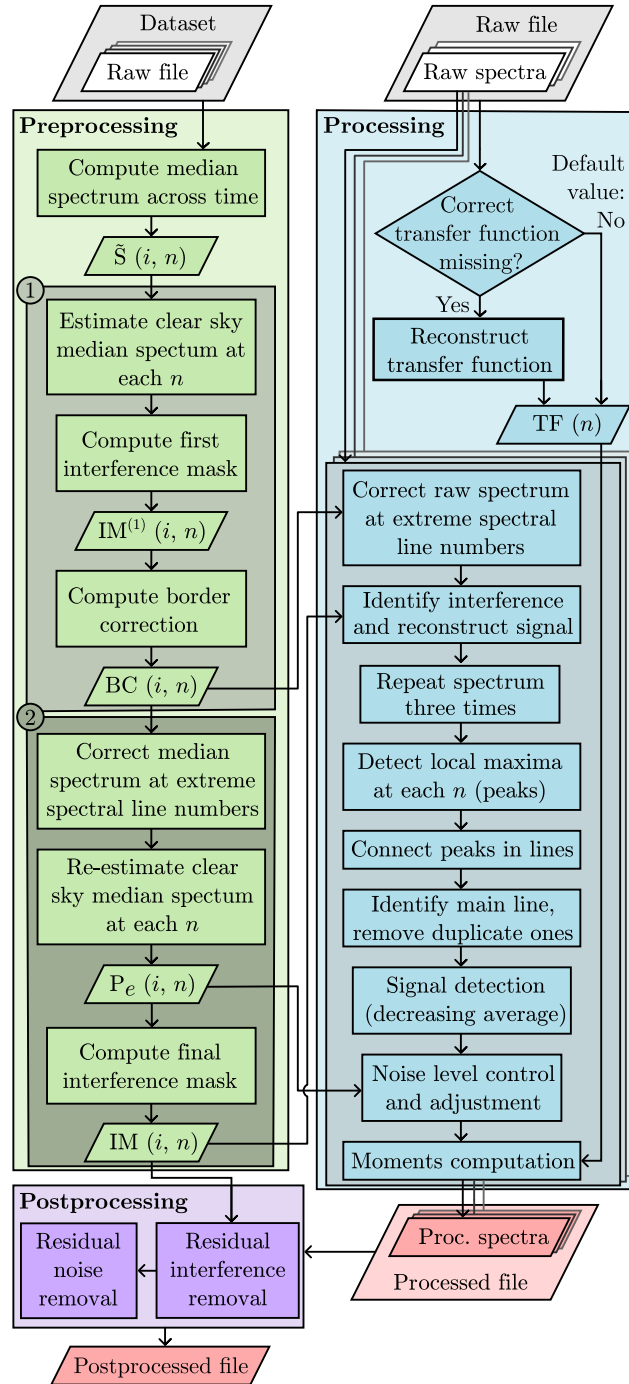 Dataset
Raw file
Preprocessing
Compute median
spectrum across time
S̃ (i, n)
1
Estimate clear sky
median spectum at
each n
Compute first
interference mask
IM⁽¹⁾ (i, n)
Compute border
correction
BC (i, n)
2
Correct median
spectrum at extreme
spectral line numbers
Re-estimate clear
sky median spectum
at each n
Pₑ (i, n)
Compute final
interference mask
IM (i, n)
Raw file
Raw spectra
Processing
Default
value:
No
Correct
transfer function
missing?
Yes
Reconstruct
transfer function
TF (n)
Correct raw spectrum
at extreme spectral
line numbers
Identify interference
and reconstruct signal
Repeat spectrum
three times
Detect local maxima
at each n (peaks)
Connect peaks in lines
Identify main line,
remove duplicate ones
Signal detection
(decreasing average)
Noise level control
and adjustment
Moments computation
Proc. spectra
Processed file
Postprocessing
Residual
noise
removal
Residual
interference
removal
Postprocessed file